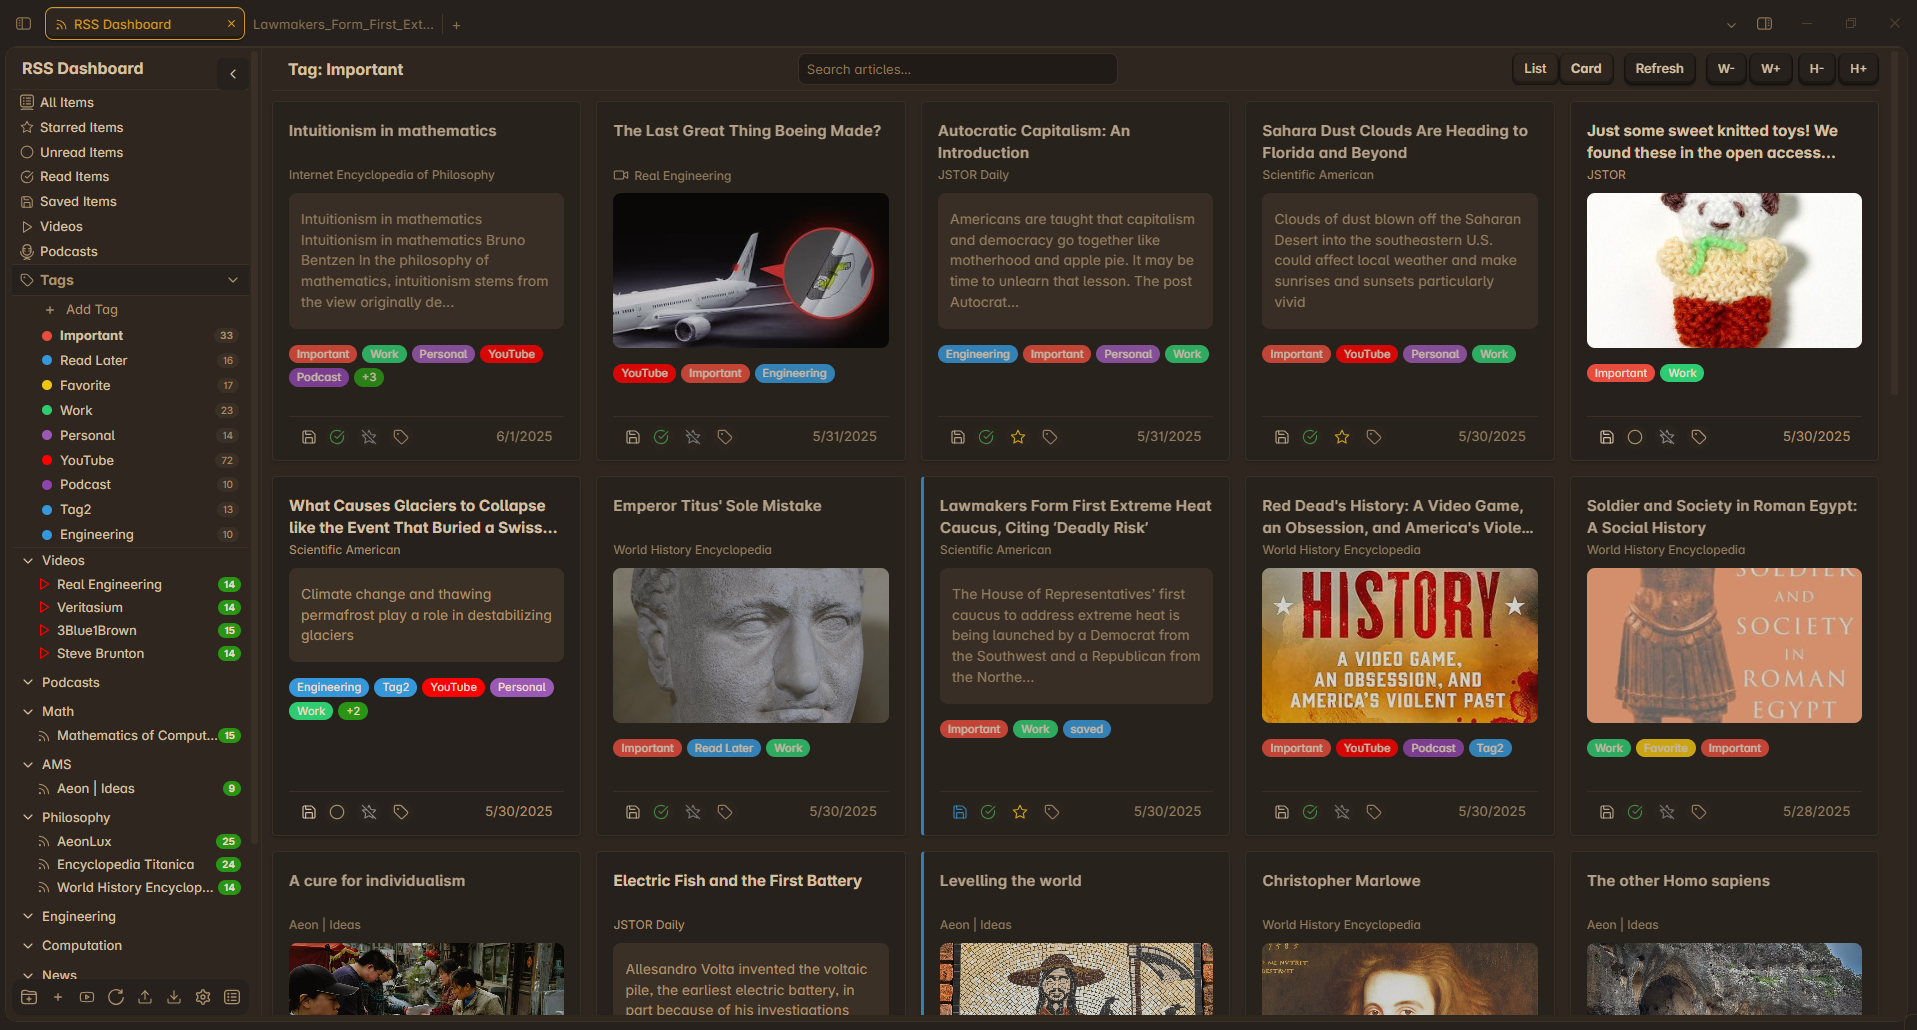 RSS Dashboard
Lawmakers_Form_First_Ext...
RSS Dashboard
All Items
Starred Items
Unread Items
Read Items
Saved Items
Videos
Podcasts
Tags
Add Tag
Important 33
Read Later 16
Favorite 17
Work 23
Personal 14
YouTube 72
Podcast 10
Tag2 13
Engineering 10
Videos
Real Engineering 14
Veritasium 14
3Blue1Brown 15
Steve Brunton 14
Podcasts
Math
Mathematics of Comput... 15
AMS
Aeon | Ideas 9
Philosophy
AeonLux 25
Encyclopedia Titanica 24
World History Encyclop... 14
Engineering
Computation
News
Tag: Important
Search articles...
List Card Refresh W- W+ H- H+
Intuitionism in mathematics
Internet Encyclopedia of Philosophy
Intuitionism in mathematics
Intuitionism in mathematics Bruno
Bentzen In the philosophy of
mathematics, intuitionism stems from
the view originally de...
Important Work Personal YouTube
Podcast +3
6/1/2025
The Last Great Thing Boeing Made?
Real Engineering
YouTube Important Engineering
5/31/2025
Autocratic Capitalism: An
Introduction
JSTOR Daily
Americans are taught that capitalism
and democracy go together like
motherhood and apple pie. It may be
time to unlearn that lesson. The post
Autocrat...
Engineering Important Personal Work
5/31/2025
Sahara Dust Clouds Are Heading to
Florida and Beyond
Scientific American
Clouds of dust blown off the Saharan
Desert into the southeastern U.S.
could affect local weather and make
sunrises and sunsets particularly
vivid
Important YouTube Personal Work
5/30/2025
Just some sweet knitted toys! We
found these in the open access...
JSTOR
Important Work
5/30/2025
What Causes Glaciers to Collapse
like the Event That Buried a Swiss...
Scientific American
Climate change and thawing
permafrost play a role in destabilizing
glaciers
Engineering Tag2 YouTube Personal
Work +2
5/30/2025
Emperor Titus' Sole Mistake
World History Encyclopedia
Important Read Later Work
5/30/2025
Lawmakers Form First Extreme Heat
Caucus, Citing ‘Deadly Risk’
Scientific American
The House of Representatives’ first
caucus to address extreme heat is
being launched by a Democrat from
the Southwest and a Republican from
the Northe...
Important Work saved
5/30/2025
Red Dead's History: A Video Game,
an Obsession, and America's Viole...
World History Encyclopedia
HISTORY
A VIDEO GAME,
AN OBSESSION, AND
AMERICA'S VIOLENT PAST
Important YouTube Podcast Tag2
5/30/2025
Soldier and Society in Roman Egypt:
A Social History
World History Encyclopedia
SOLDIER
AND
SOCIETY
IN
ROMAN
EGYPT
Work Favorite Important
5/28/2025
A cure for individualism
Aeon | Ideas
Electric Fish and the First Battery
JSTOR Daily
Allesandro Volta invented the voltaic
pile, the earliest electric battery, in
part because of his investigations
Levelling the world
Aeon | Ideas
Christopher Marlowe
World History Encyclopedia
The other Homo sapiens
Aeon | Ideas